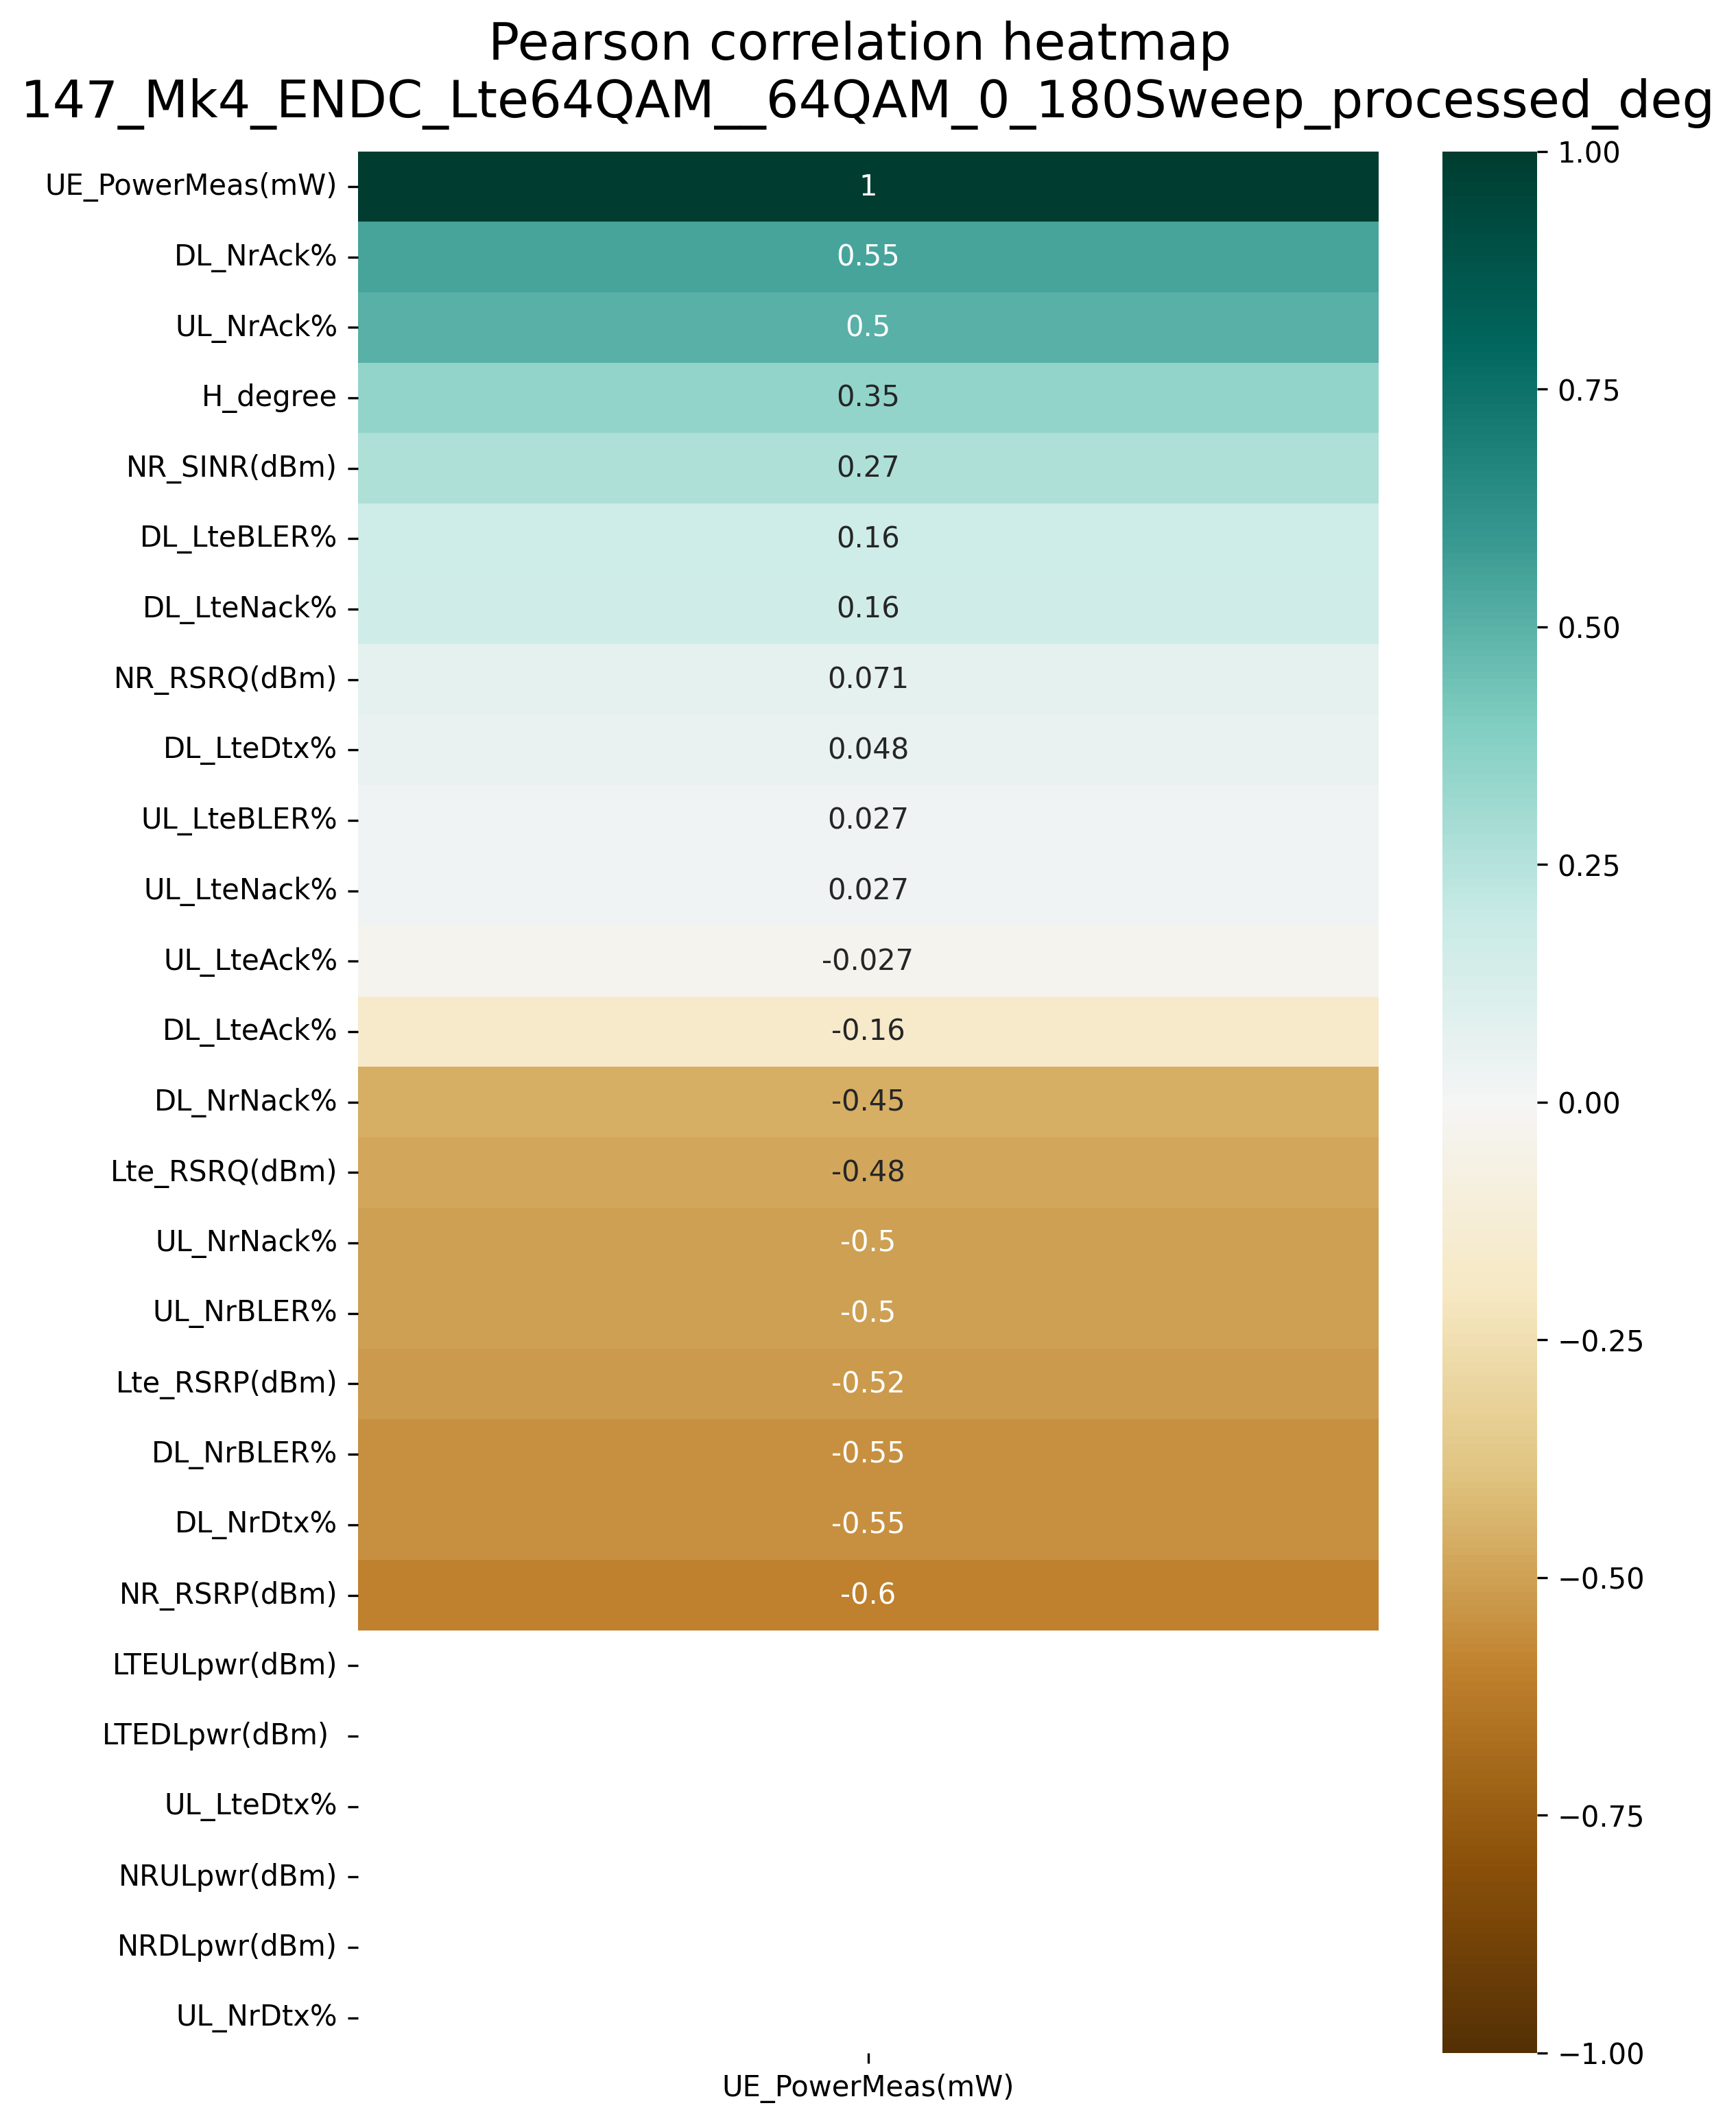 Pearson correlation heatmap
147_Mk4_ENDC_Lte64QAM__64QAM_0_180Sweep_processed_deg
UE_PowerMeas(mW) 1
DL_NrAck% 0.55
UL_NrAck% 0.5
H_degree 0.35
NR_SINR(dBm) 0.27
DL_LteBLER% 0.16
DL_LteNack% 0.16
NR_RSRQ(dBm) 0.071
DL_LteDtx% 0.048
UL_LteBLER% 0.027
UL_LteNack% 0.027
UL_LteAck% -0.027
DL_LteAck% -0.16
DL_NrNack% -0.45
Lte_RSRQ(dBm) -0.48
UL_NrNack% -0.5
UL_NrBLER% -0.5
Lte_RSRP(dBm) -0.52
DL_NrBLER% -0.55
DL_NrDtx% -0.55
NR_RSRP(dBm) -0.6
LTEULpwr(dBm)
LTEDLpwr(dBm)
UL_LteDtx%
NRULpwr(dBm)
NRDLpwr(dBm)
UL_NrDtx%
UE_PowerMeas(mW)
1.00
0.75
0.50
0.25
0.00
−0.25
−0.50
−0.75
−1.00